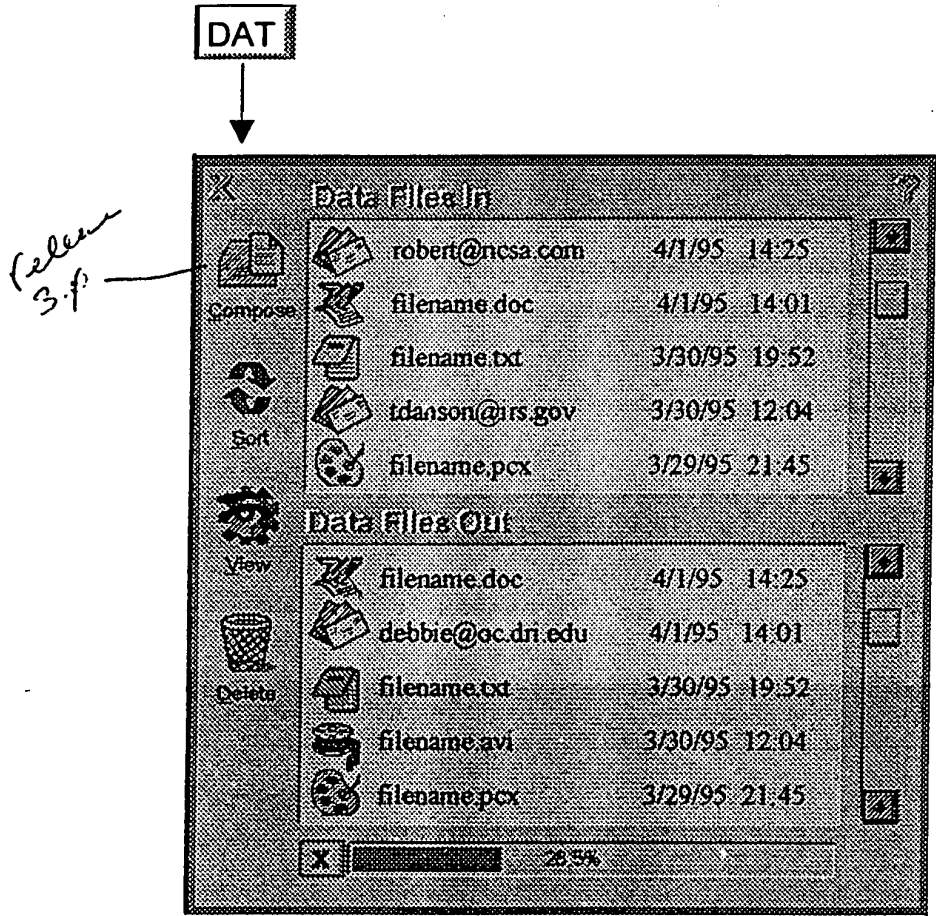 DAT
X Data Files In ?
Compose
Sort
View
Delete
robert@ncsa.com 4/1/95 14:25
filename.doc 4/1/95 14:01
filename.txt 3/30/95 19:52
tdanson@irs.gov 3/30/95 12:04
filename.pcx 3/29/95 21:45
Data Files Out
filename.doc 4/1/95 14:25
debbie@oc.dri.edu 4/1/95 14:01
filename.txt 3/30/95 19:52
filename.avi 3/30/95 12:04
filename.pcx 3/29/95 21:45
X 26.5%